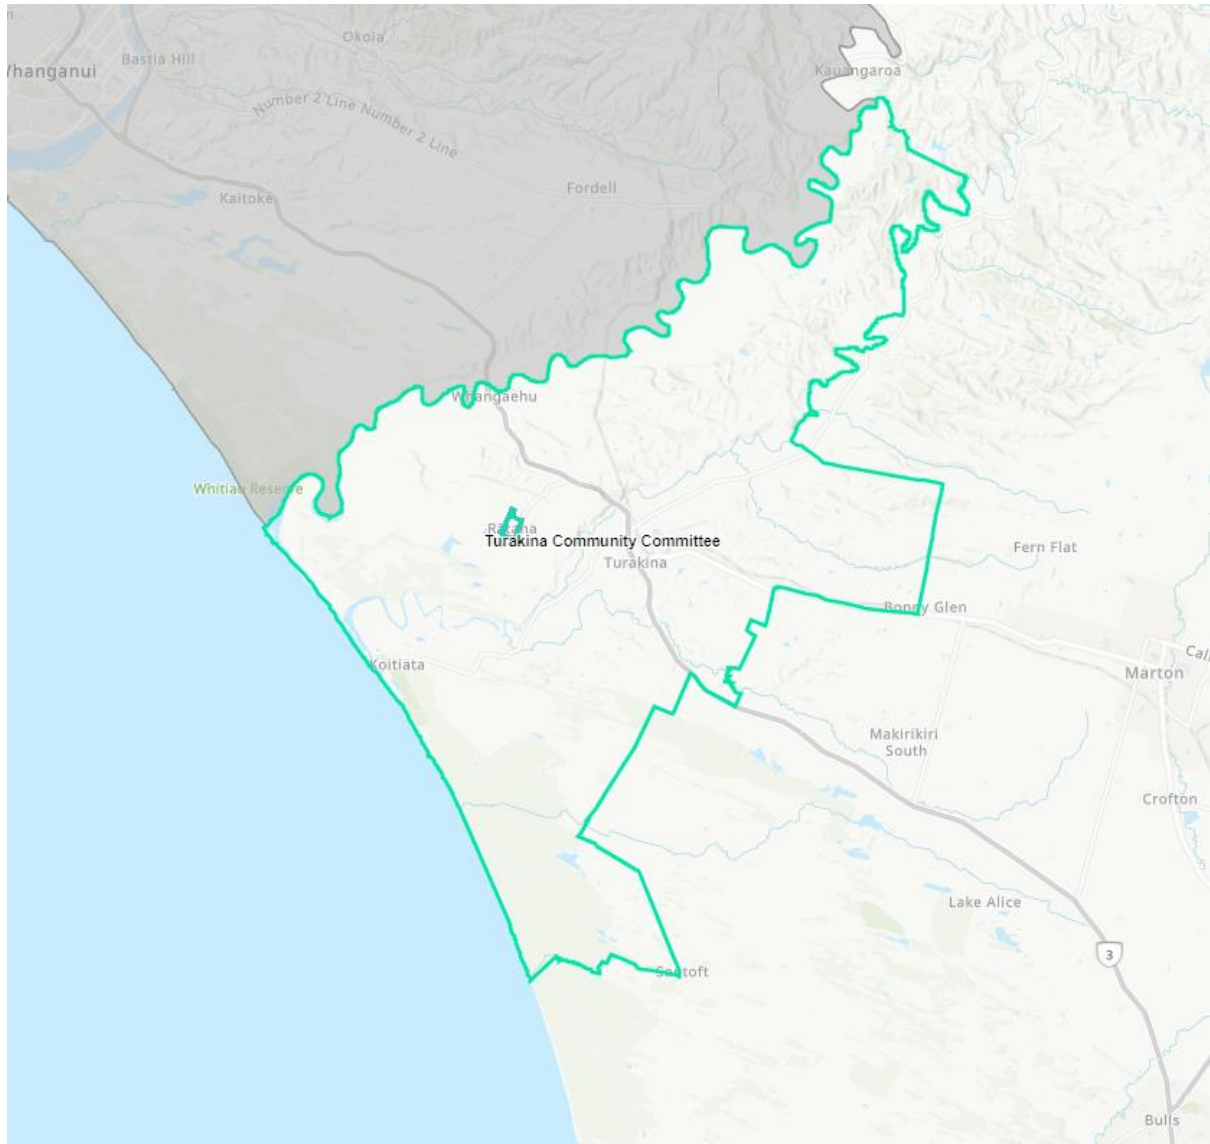 Okoia
Bastia Hill
Whanganui
Kauangaroa
Number 2 Line Number 2 Line
Fordell
Kaitoke
Whangaehu
Whitiau Reserve
Rātana
Turakina Community Committee
Turakina
Fern Flat
Bonny Glen
Koitiata
Marton
Makirikiri
South
Crofton
Lake Alice
3
Santoft
Bulls